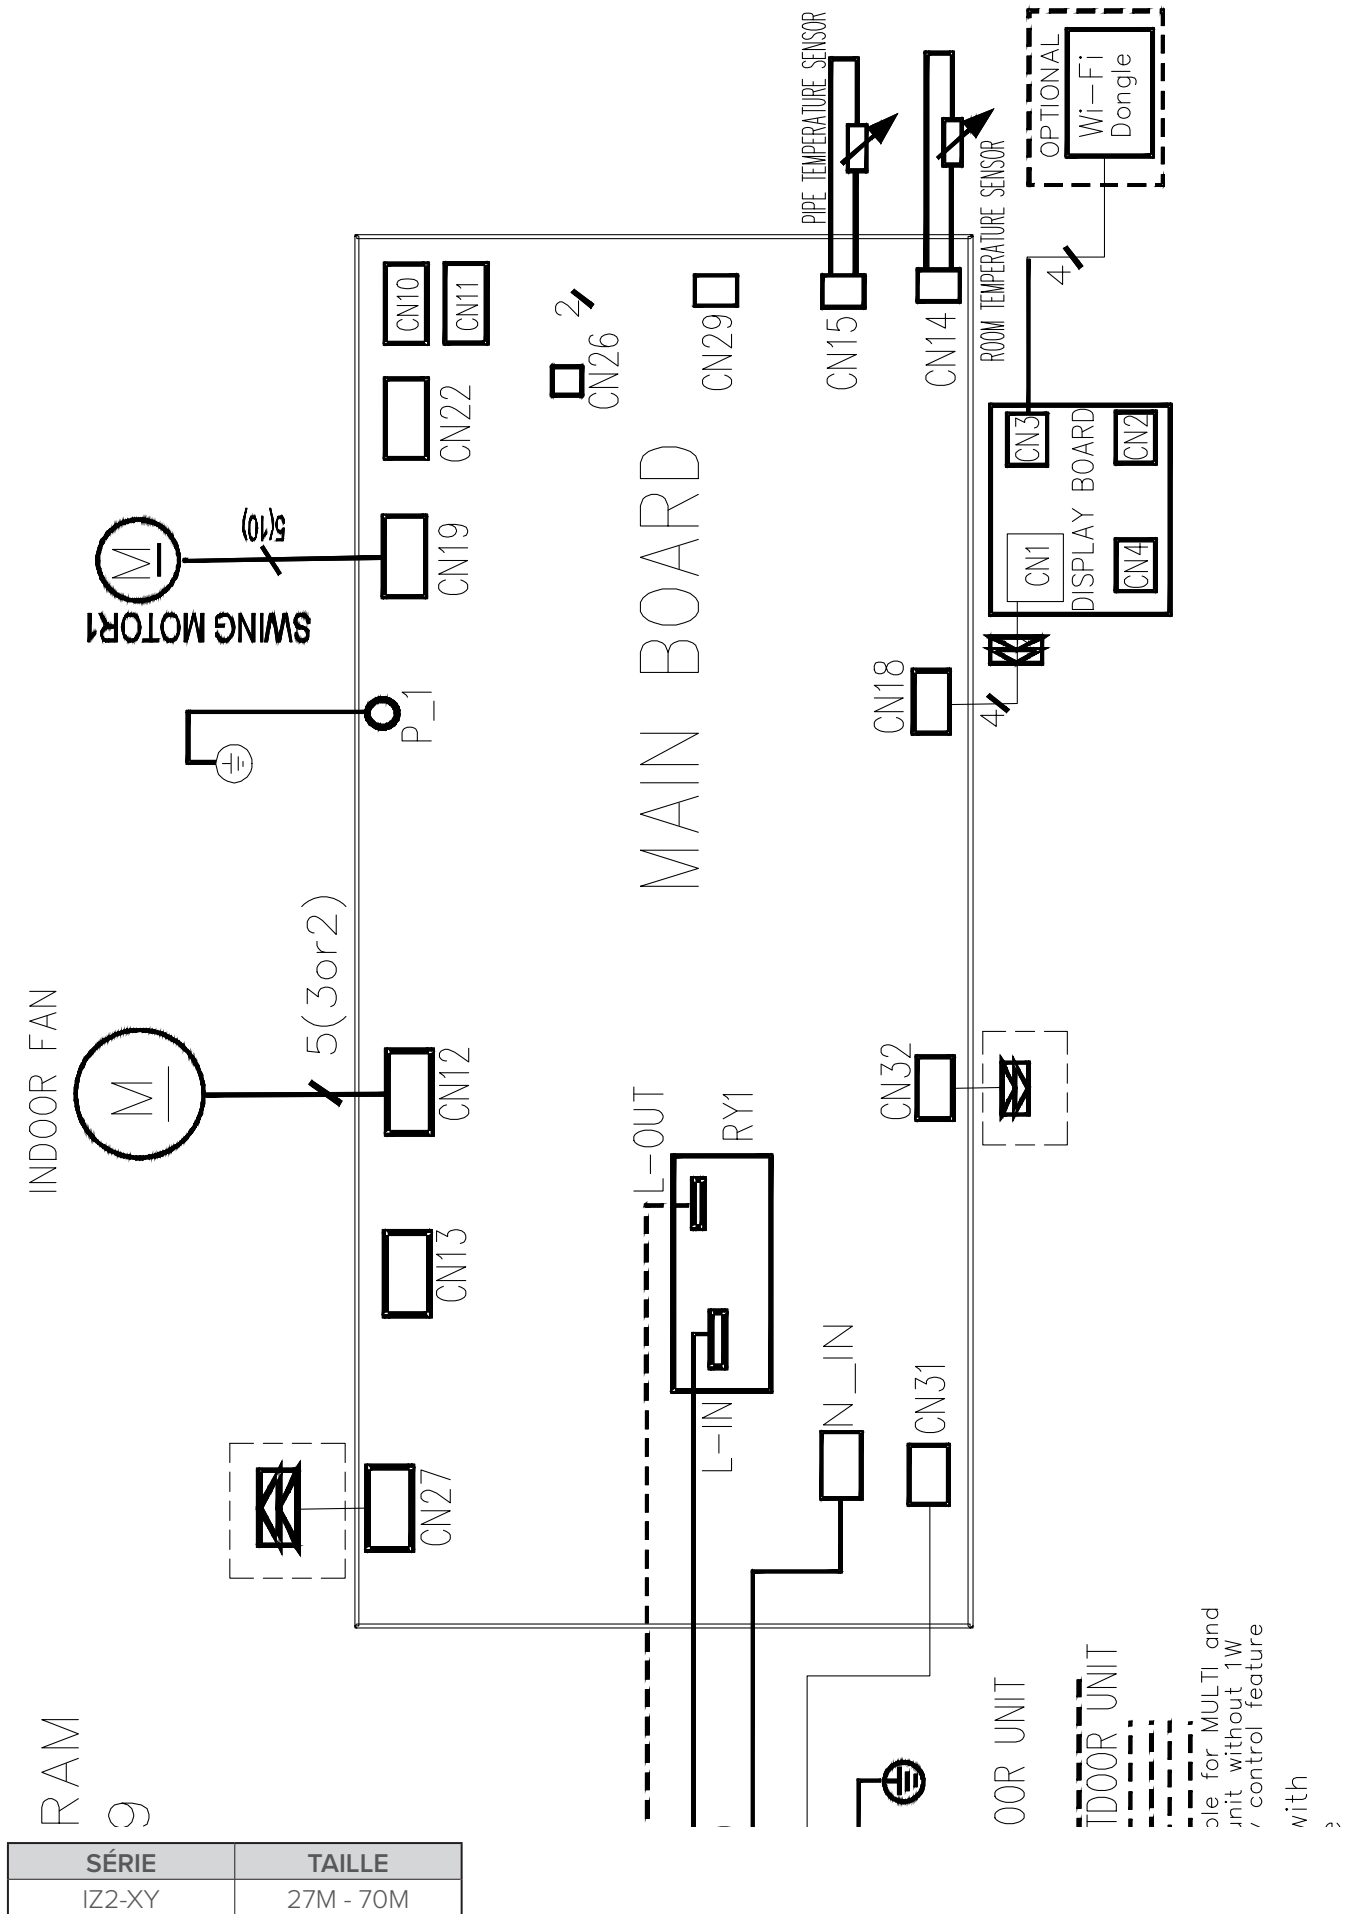 PIPE TEMPERATURE SENSOR
ROOM TEMPERATURE SENSOR
OPTIONAL
Wi-Fi
Dongle
4
CN10
CN11
2
CN26
CN29
CN15
CN14
CN22
CN19
5(10)
M
SWING MOTOR1
P_1
MAIN BOARD
CN3
CN2
CN1
CN4
DISPLAY BOARD
CN18
4
INDOOR FAN
M
5(3or2)
CN12
CN13
CN27
L-OUT
RY1
L-IN
N_IN
CN31
CN32
RAM
9
OOR UNIT
TDOOR UNIT
ble for MULTI and
unit without 1W
y control feature
with
SÉRIE TAILLE
IZ2-XY 27M - 70M